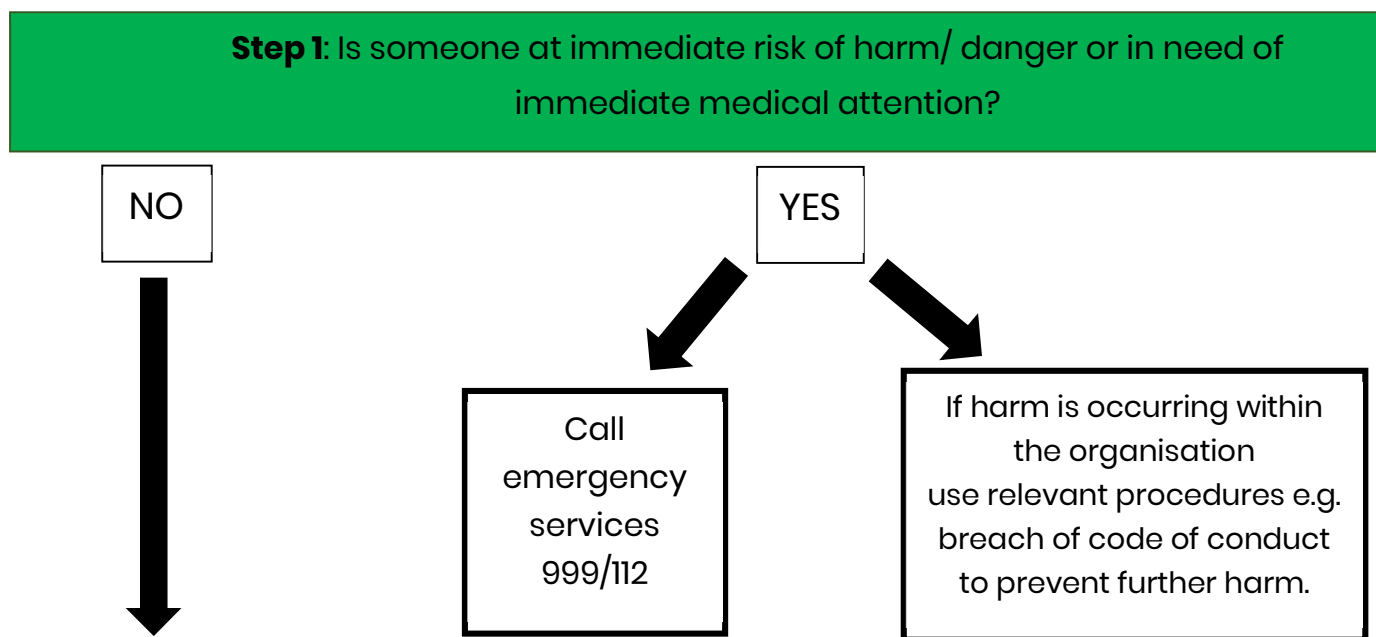 Step 1: Is someone at immediate risk of harm/ danger or in need of
immediate medical attention?
NO
YES
Call
emergency
services
999/112
If harm is occurring within
the organisation
use relevant procedures e.g.
breach of code of conduct
to prevent further harm.